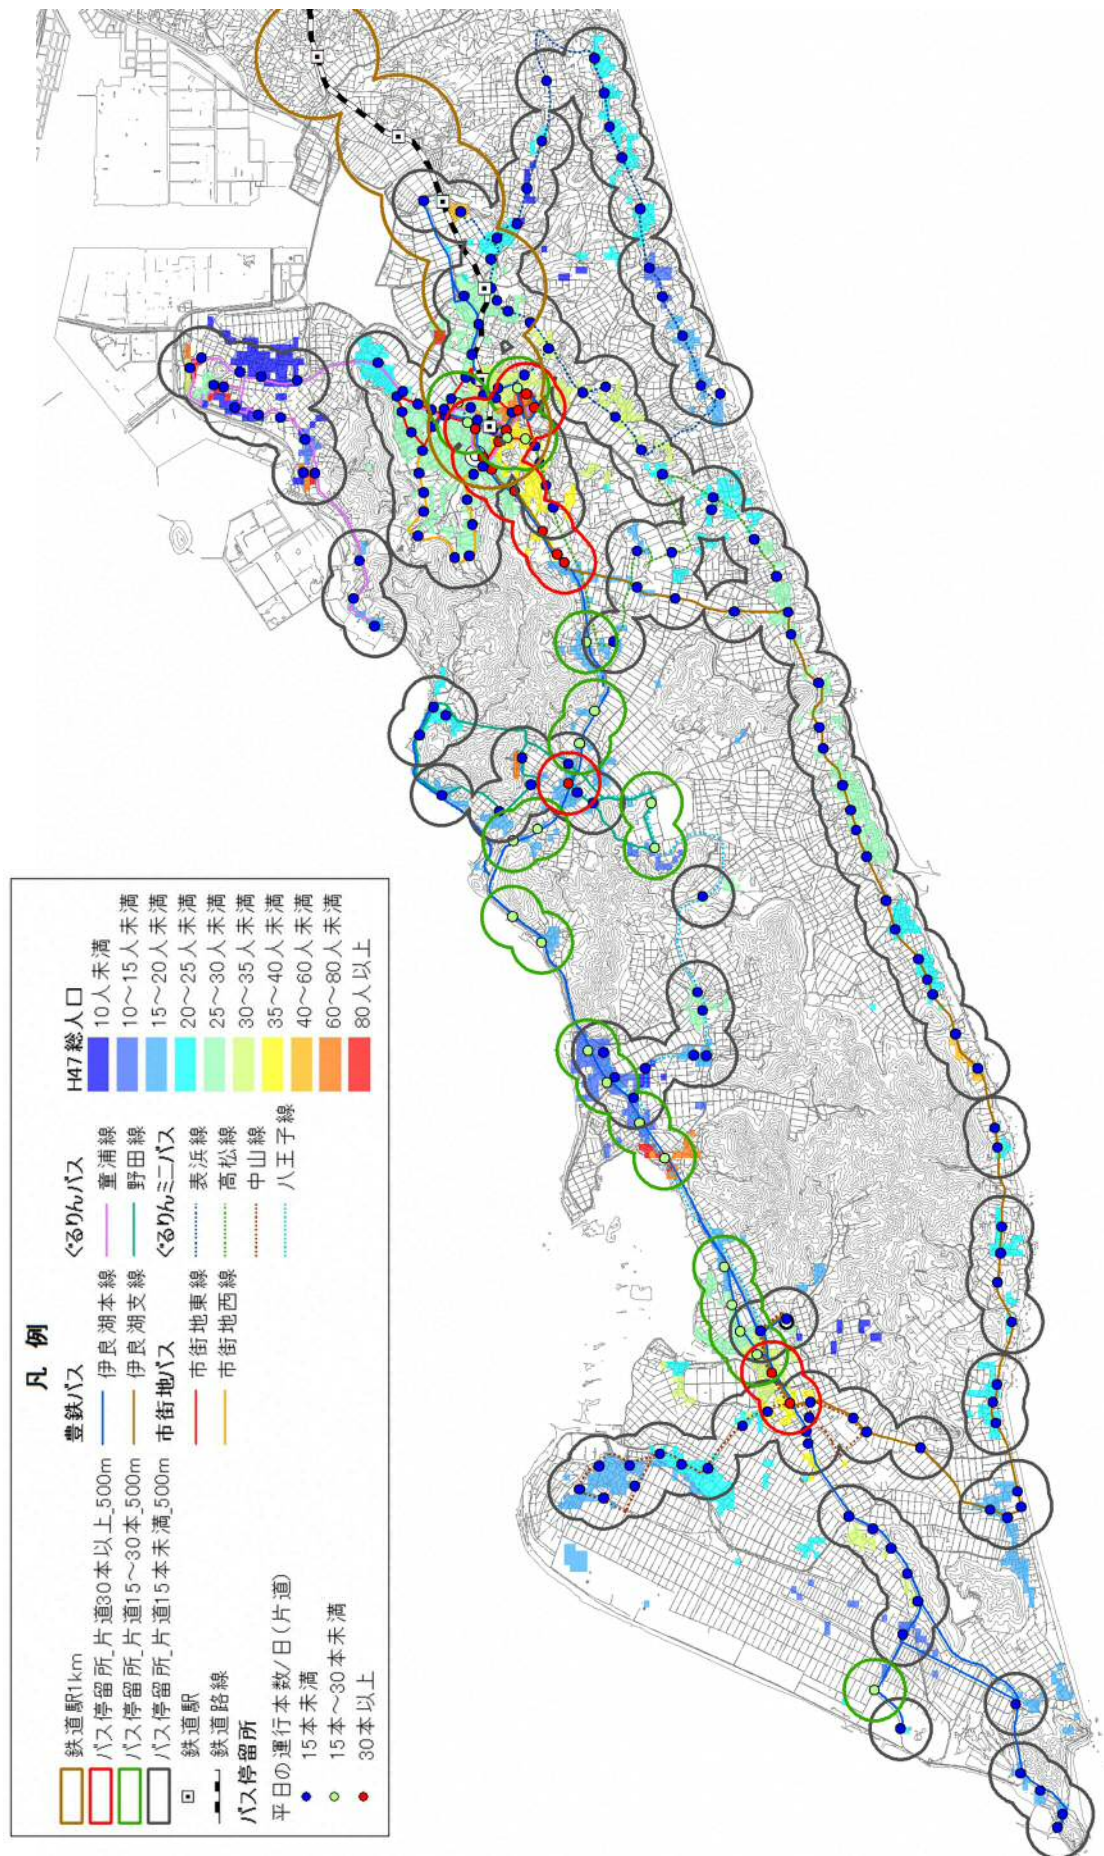 凡 例
鉄道駅1km
バス停留所_片道30本以上_500m
バス停留所_片道15～30本_500m
バス停留所_片道15本未満_500m
鉄道駅
鉄道路線
バス停留所
平日の運行本数/日(片道)
15本未満
15本～30本未満
30本以上
豊鉄バス
伊良湖本線
伊良湖支線
市街地バス
市街地東線
市街地西線
ぐるりんバス
童浦線
野田線
ぐるりんミニバス
表浜線
高松線
中山線
八王子線
H47 総人口
10人未満
10～15人未満
15～20人未満
20～25人未満
25～30人未満
30～35人未満
35～40人未満
40～60人未満
60～80人未満
80人以上